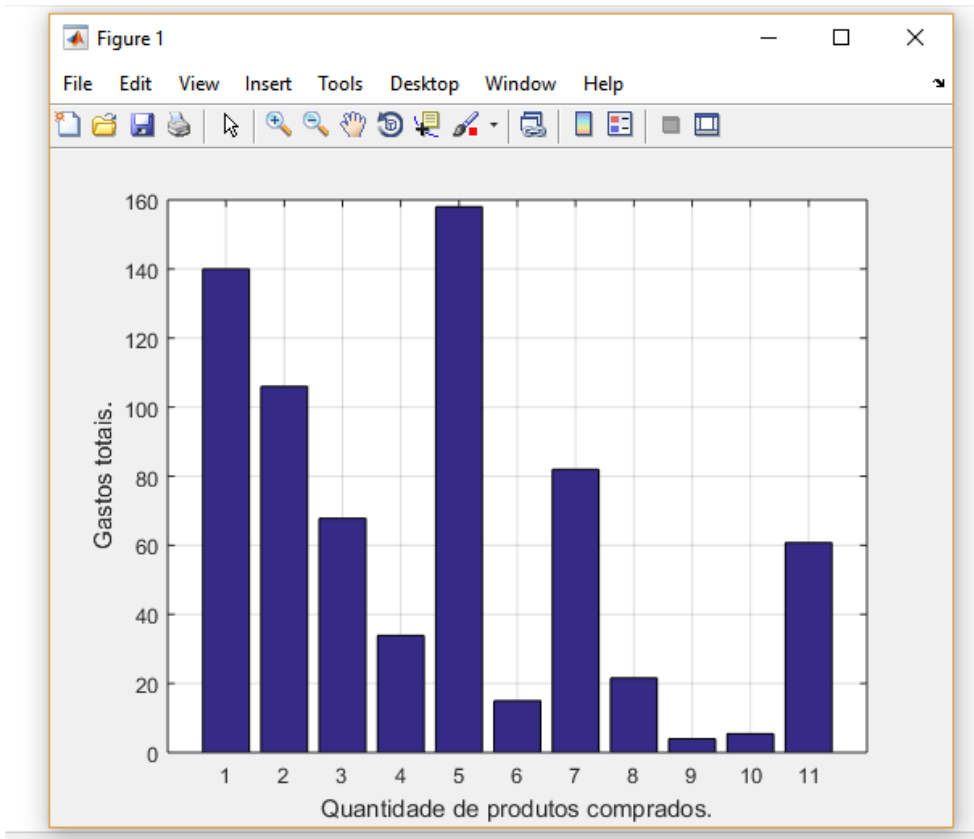 Figure 1
File Edit View Insert Tools Desktop Window Help
160
140
120
100
80
60
40
20
0
Gastos totais.
1 2 3 4 5 6 7 8 9 10 11
Quantidade de produtos comprados.